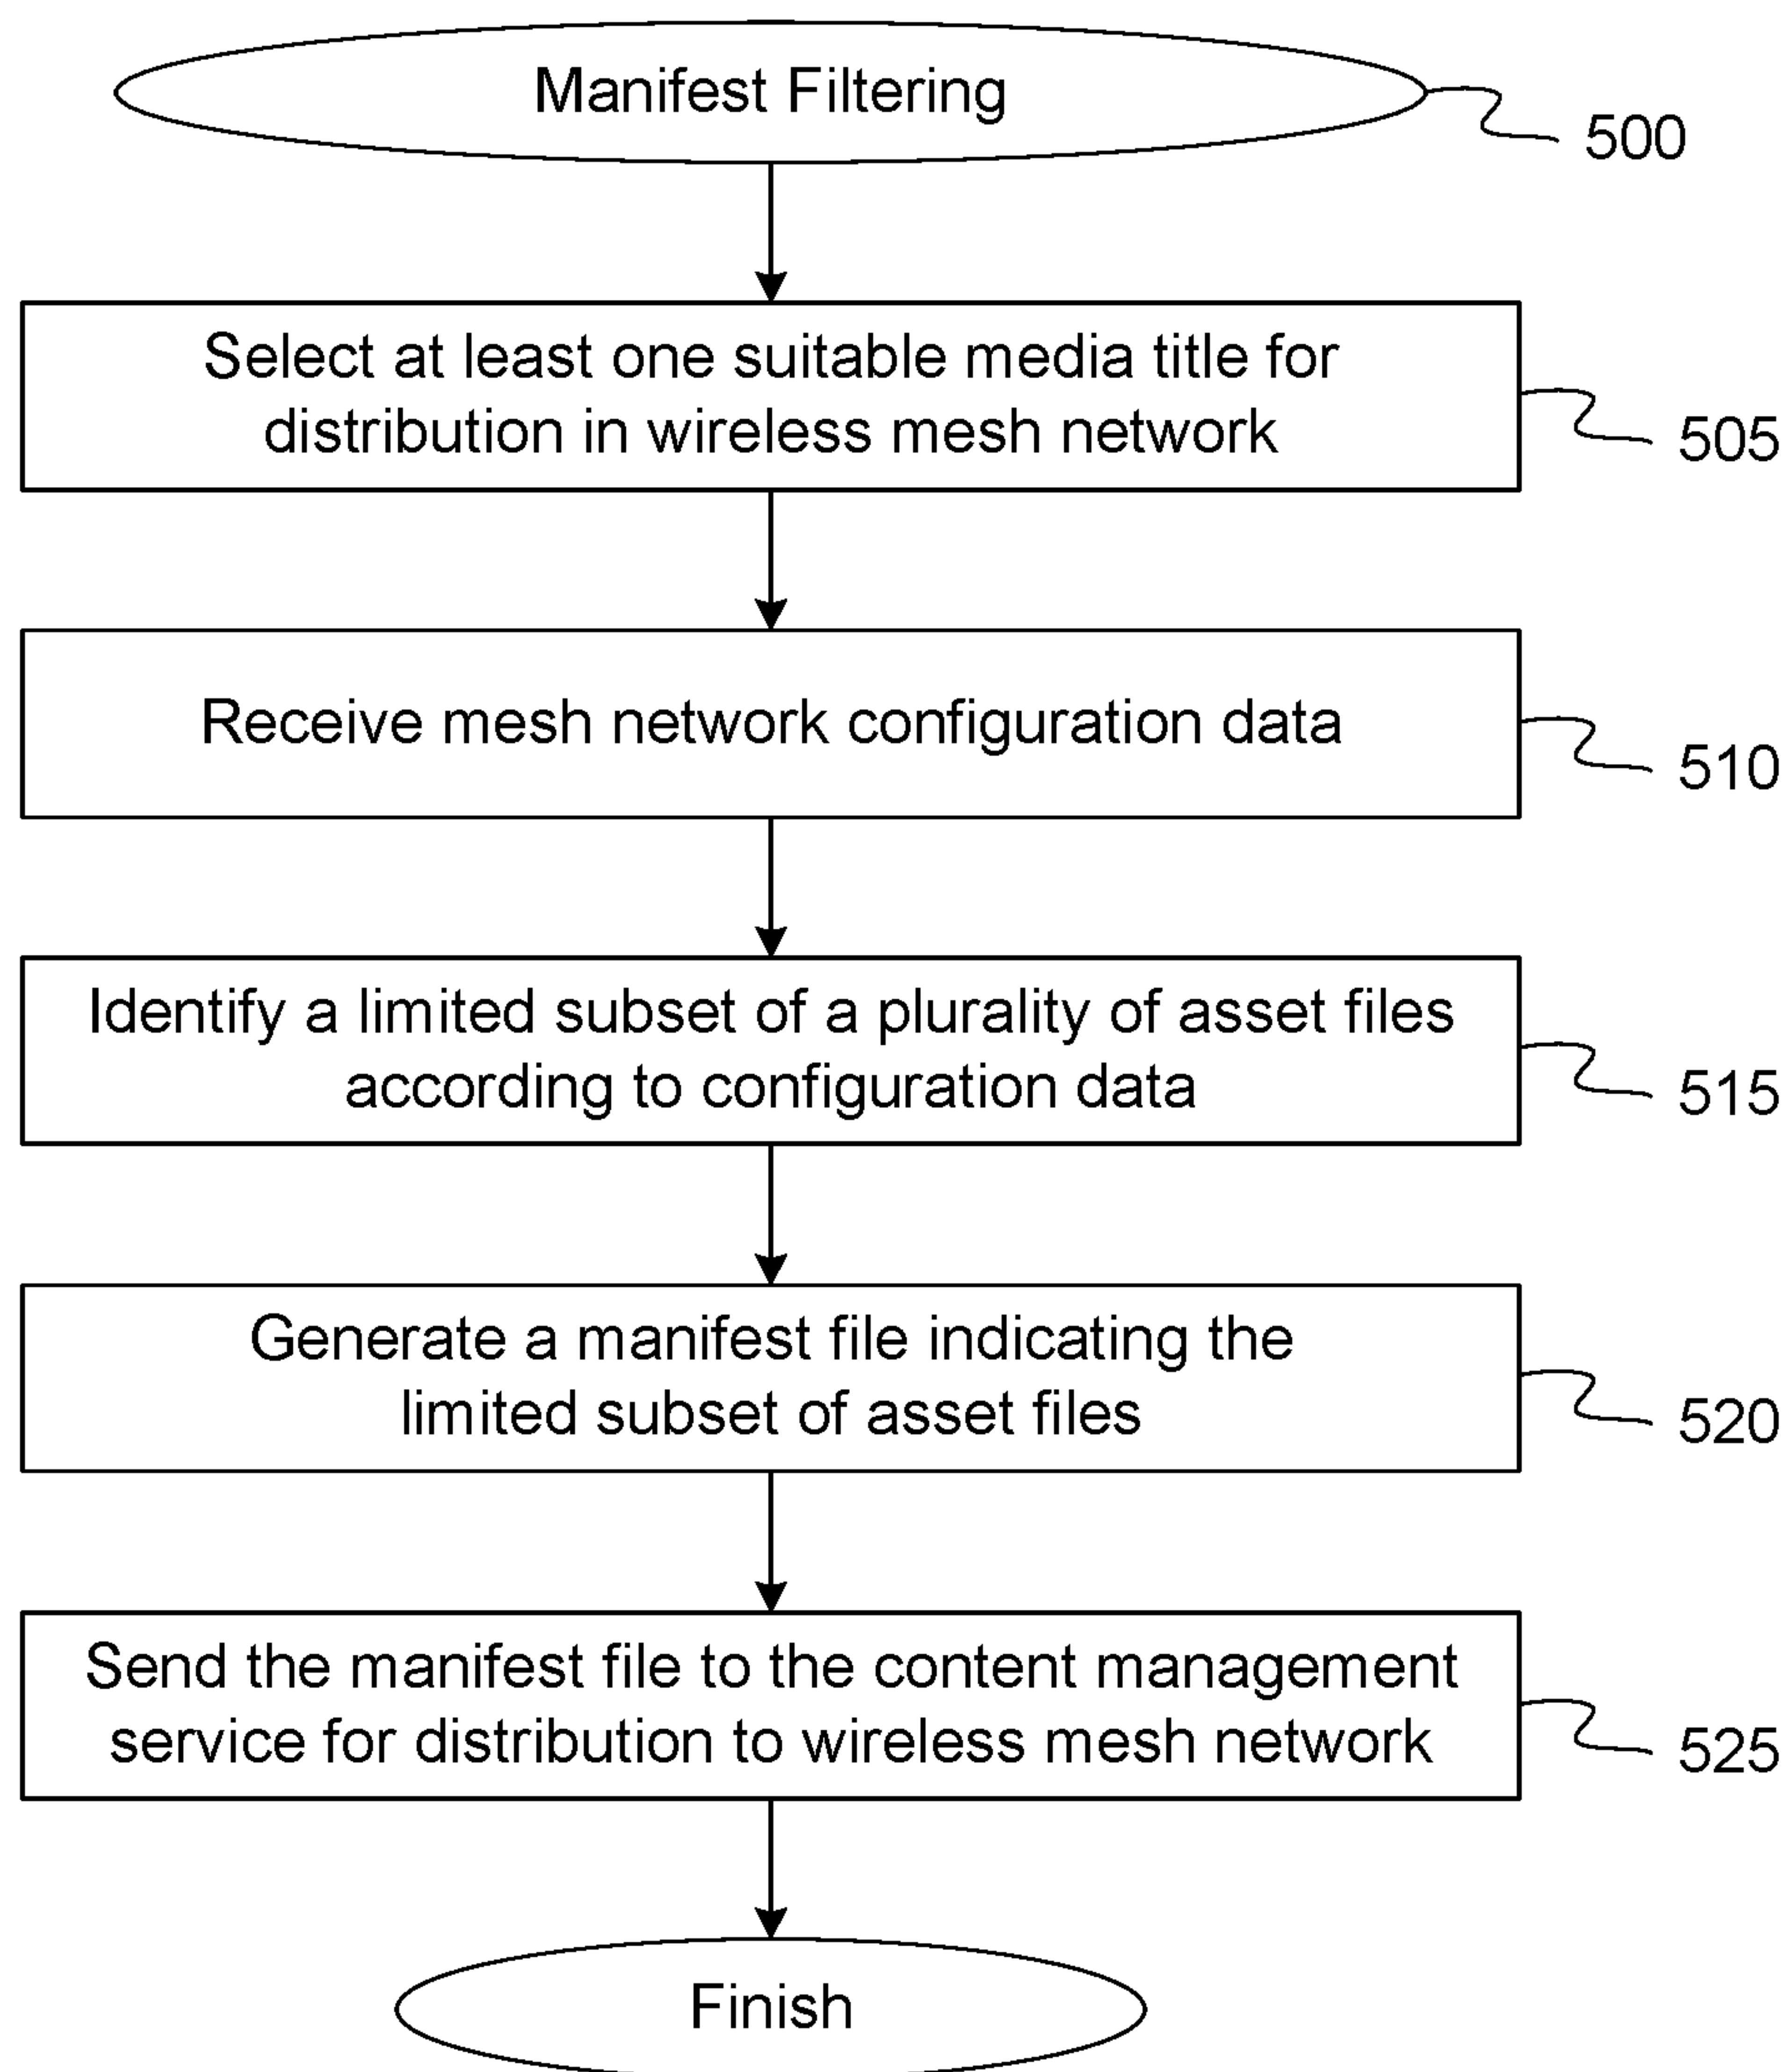 Manifest Filtering
500
Select at least one suitable media title for
distribution in wireless mesh network
505
Receive mesh network configuration data
510
Identify a limited subset of a plurality of asset files
according to configuration data
515
Generate a manifest file indicating the
limited subset of asset files
520
Send the manifest file to the content management
service for distribution to wireless mesh network
525
Finish